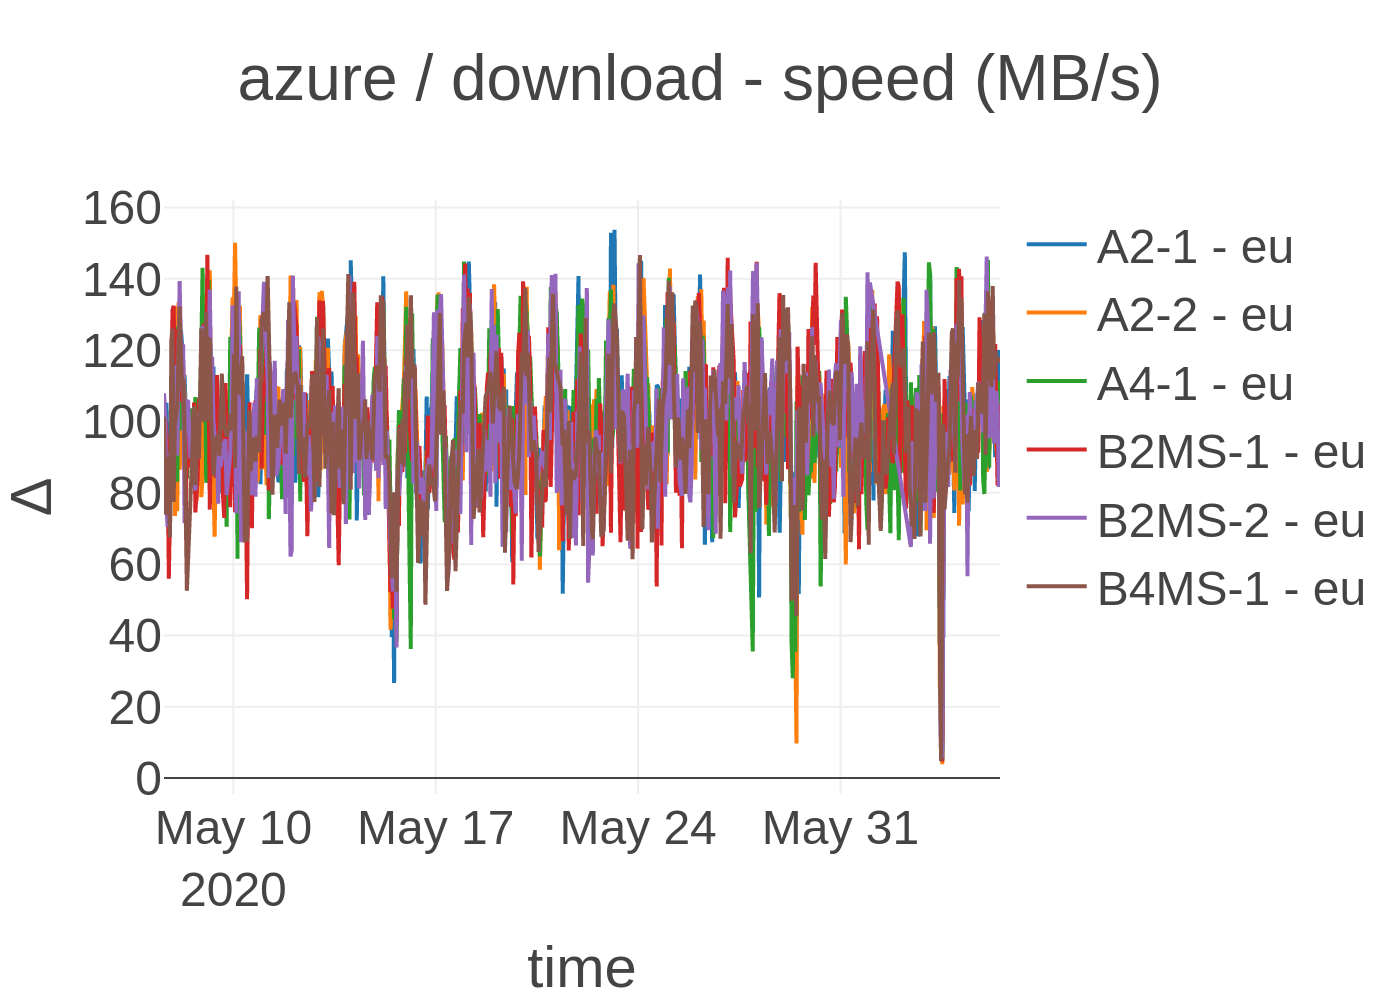 azure / download - speed (MB/s)
160
140
120
100
80
60
40
20
0
Δ
May 10
2020
May 17
May 24
May 31
time
A2-1 - eu
A2-2 - eu
A4-1 - eu
B2MS-1 - eu
B2MS-2 - eu
B4MS-1 - eu